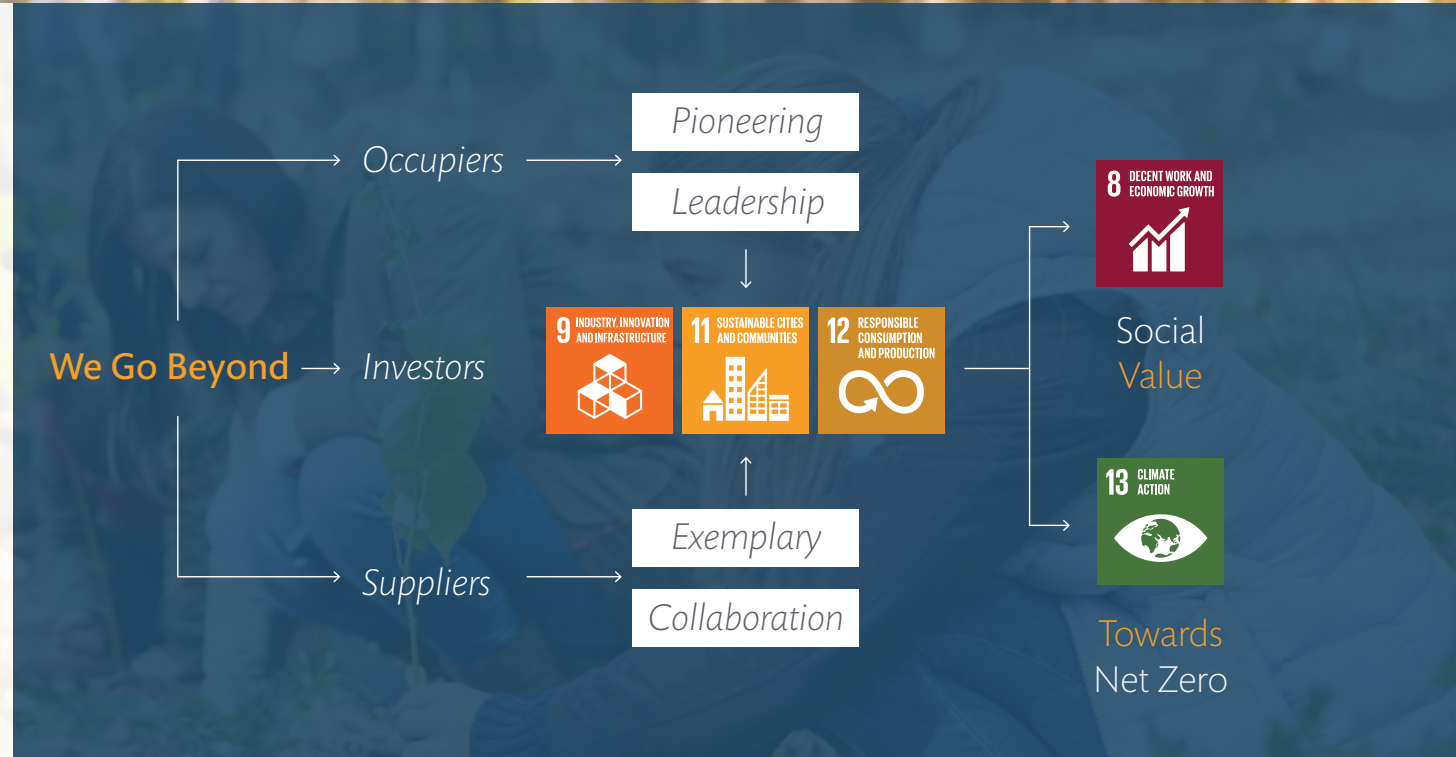 We Go Beyond
Occupiers
Investors
Suppliers
Pioneering
Leadership
9 INDUSTRY, INNOVATION
AND INFRASTRUCTURE
11 SUSTAINABLE CITIES
AND COMMUNITIES
12 RESPONSIBLE
CONSUMPTION
AND PRODUCTION
Exemplary
Collaboration
8 DECENT WORK AND
ECONOMIC GROWTH
Social
Value
13 CLIMATE
ACTION
Towards
Net Zero